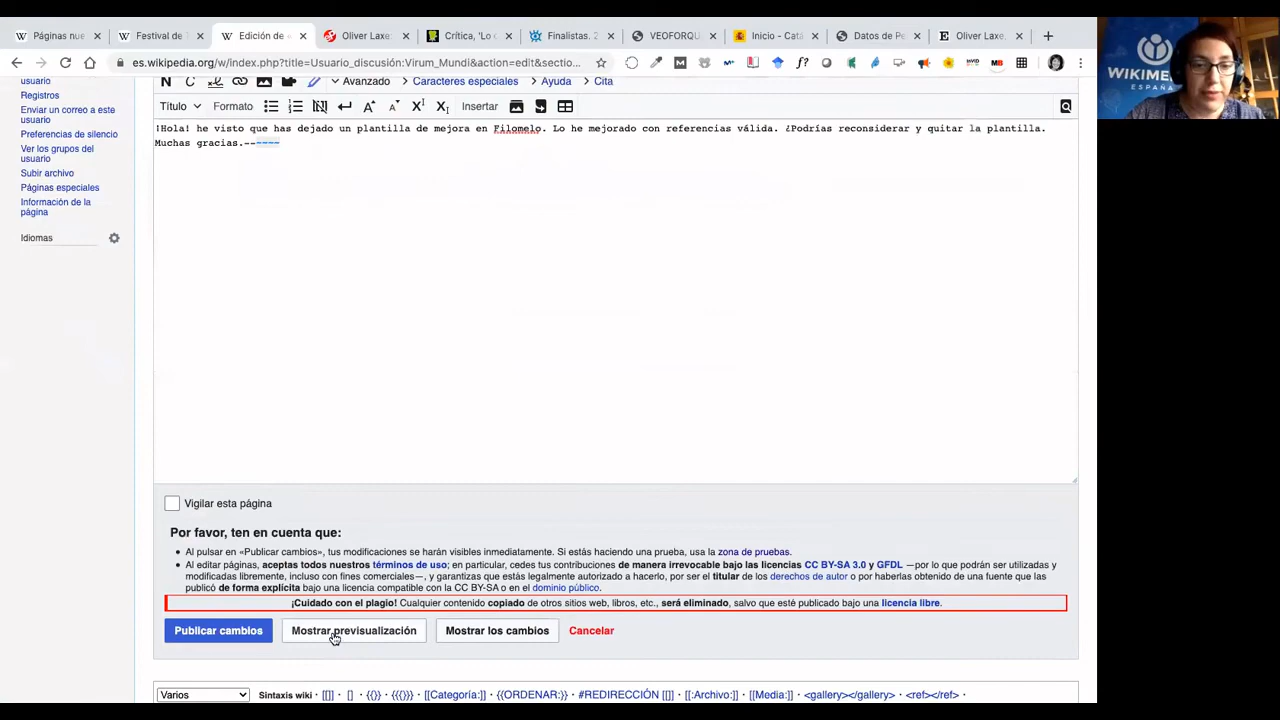 Páginas nue
Festival de
Edición de
Oliver Laxe:
Crítica, 'Lo
Finalistas. 2
VEOFORQU
Inicio - Cata
Datos de Pe
Oliver Laxe.
es.wikipedia.org/w/index.php?title=Usuario_discusión:Virum_Mundi&action=edit&sectio...
WIKIME
ESPAÑA
usuario
Registros
Enviar un correo a este
usuario
Preferencias de silencio
Ver los grupos del
usuario
Subir archivo
Páginas especiales
Información de la
página
Idiomas
N C Avanzado Caracteres especiales Ayuda Cita
Título Formato Insertar
¡Hola! he visto que has dejado un plantilla de mejora en Filomelo. Lo he mejorado con referencias válida. ¿Podrías reconsiderar y quitar la plantilla.
Muchas gracias.--~~~~
Vigilar esta página
Por favor, ten en cuenta que:
Al pulsar en «Publicar cambios», tus modificaciones se harán visibles inmediatamente. Si estás haciendo una prueba, usa la zona de pruebas.
Al editar páginas, aceptas todos nuestros términos de uso; en particular, cedes tus contribuciones de manera irrevocable bajo las licencias CC BY-SA 3.0 y GFDL —por lo que podrán ser utilizadas y
modificadas libremente, incluso con fines comerciales—, y garantizas que estás legalmente autorizado a hacerlo, por ser el titular de los derechos de autor o por haberlas obtenido de una fuente que las
publicó de forma explícita bajo una licencia compatible con la CC BY-SA o en el dominio público.
¡Cuidado con el plagio! Cualquier contenido copiado de otros sitios web, libros, etc., será eliminado, salvo que esté publicado bajo una licencia libre.
Publicar cambios Mostrar previsualización Mostrar los cambios Cancelar
Varios Sintaxis wiki · [[]] · [] · {{}} · {{{}}} · [[Categoría:]] · {{ORDENAR:}} · #REDIRECCIÓN [[]] · [[:Archivo:]] · [[Media:]] · <gallery></gallery> · <ref></ref> ·